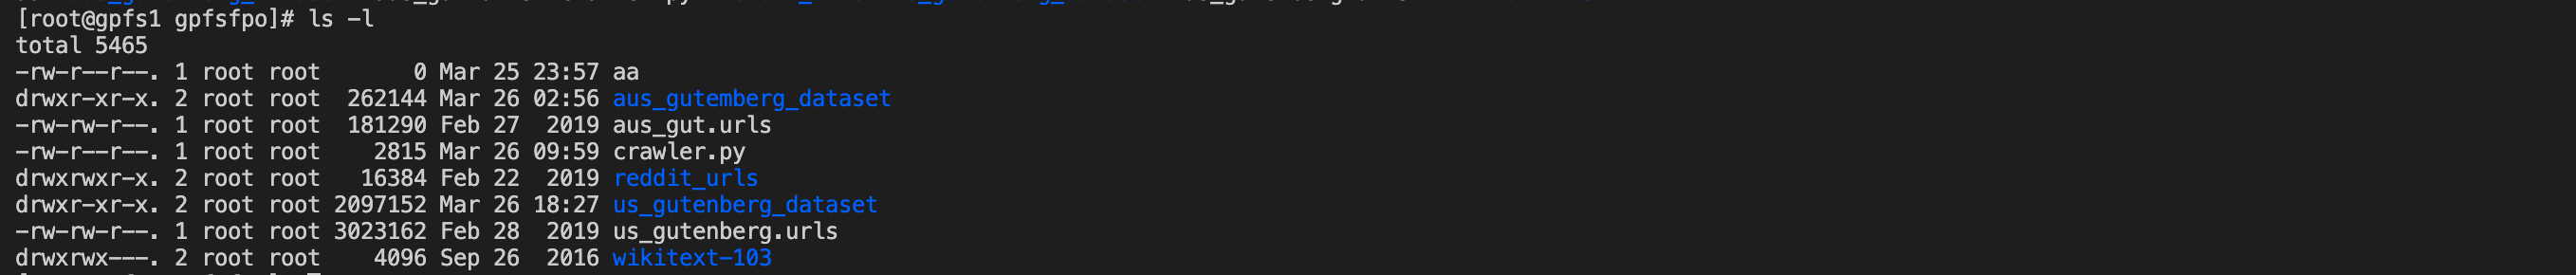 [root@gpfs1 gpfsfpo]# ls -l
total 5465
-rw-r--r--. 1 root root       0 Mar 25 23:57 aa
drwxr-xr-x. 2 root root  262144 Mar 26 02:56 aus_gutemberg_dataset
-rw-rw-r--. 1 root root  181290 Feb 27  2019 aus_gut.urls
-rw-r--r--. 1 root root    2815 Mar 26 09:59 crawler.py
drwxrwxr-x. 2 root root   16384 Feb 22  2019 reddit_urls
drwxr-xr-x. 2 root root 2097152 Mar 26 18:27 us_gutenberg_dataset
-rw-rw-r--. 1 root root 3023162 Feb 28  2019 us_gutenberg.urls
drwxrwx---. 2 root root    4096 Sep 26  2016 wikitext-103